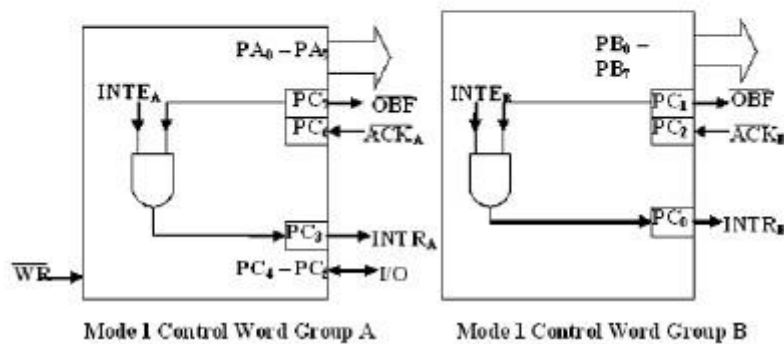 PA0 – PA7
INTEA
PC7
OBF
PC6
ACKA
PC3
INTRA
WR
PC4 – PC5
I/O
Mode 1 Control Word Group A
PB0 –
PB7
INTEB
PC1
OBF
PC2
ACKB
PC0
INTRB
Mode 1 Control Word Group B